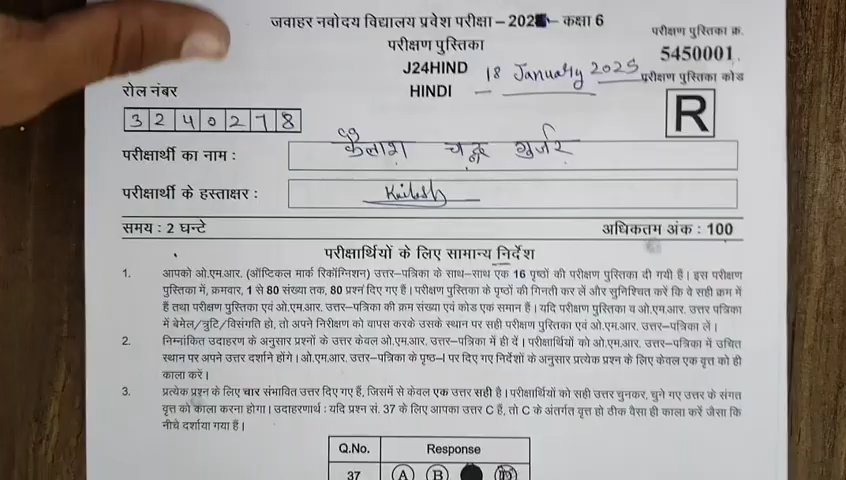 जवाहर नवोदय विद्यालय प्रवेश परीक्षा – 202 – कक्षा 6
परीक्षण पुस्तिका
परीक्षण पुस्तिका क्र.
5450001
J24HIND
HINDI
18 January 2025
परीक्षण पुस्तिका कोड
R
रोल नंबर
3 2 4 0 2 7 8
परीक्षार्थी का नाम :
कैलाश चन्द्र गुर्जर
परीक्षार्थी के हस्ताक्षर :
Kailash
समय : 2 घन्टे
अधिकतम अंक : 100
परीक्षार्थियों के लिए सामान्य निर्देश
1. आपको ओ.एम.आर. (ऑप्टिकल मार्क रिकॉग्निशन) उत्तर-पत्रिका के साथ-साथ एक 16 पृष्ठों की परीक्षण पुस्तिका दी गयी है। इस परीक्षण
पुस्तिका में, क्रमवार, 1 से 80 संख्या तक, 80 प्रश्न दिए गए हैं। परीक्षण पुस्तिका के पृष्ठों की गिनती कर लें और सुनिश्चित करें कि वे सही क्रम में
हैं तथा परीक्षण पुस्तिका एवं ओ.एम.आर. उत्तर-पत्रिका की क्रम संख्या एवं कोड एक समान हैं। यदि परीक्षण पुस्तिका व ओ.एम.आर. उत्तर पत्रिका
में बेमेल/त्रुटि/विसंगति हो, तो अपने निरीक्षण को वापस करके उसके स्थान पर सही परीक्षण पुस्तिका एवं ओ.एम.आर. उत्तर-पत्रिका लें।
2. निम्नांकित उदाहरण के अनुसार प्रश्नों के उत्तर केवल ओ.एम.आर. उत्तर-पत्रिका में ही दें। परीक्षार्थियों को ओ.एम.आर. उत्तर-पत्रिका में उचित
स्थान पर अपने उत्तर दर्शाने होंगे। ओ.एम.आर. उत्तर-पत्रिका के पृष्ठ–I पर दिए गए निर्देशों के अनुसार प्रत्येक प्रश्न के लिए केवल एक वृत्त को ही
काला करें।
3. प्रत्येक प्रश्न के लिए चार संभावित उत्तर दिए गए हैं, जिसमें से केवल एक उत्तर सही है। परीक्षार्थियों को सही उत्तर चुनकर, चुने गए उत्तर के संगत
वृत्त को काला करना होगा। उदाहरणार्थ : यदि प्रश्न सं. 37 के लिए आपका उत्तर C है, तो C के अंतर्गत वृत्त हो ठीक वैसा ही काला करें जैसा कि
नीचे दर्शाया गया है।
Q.No. Response
37 A B D